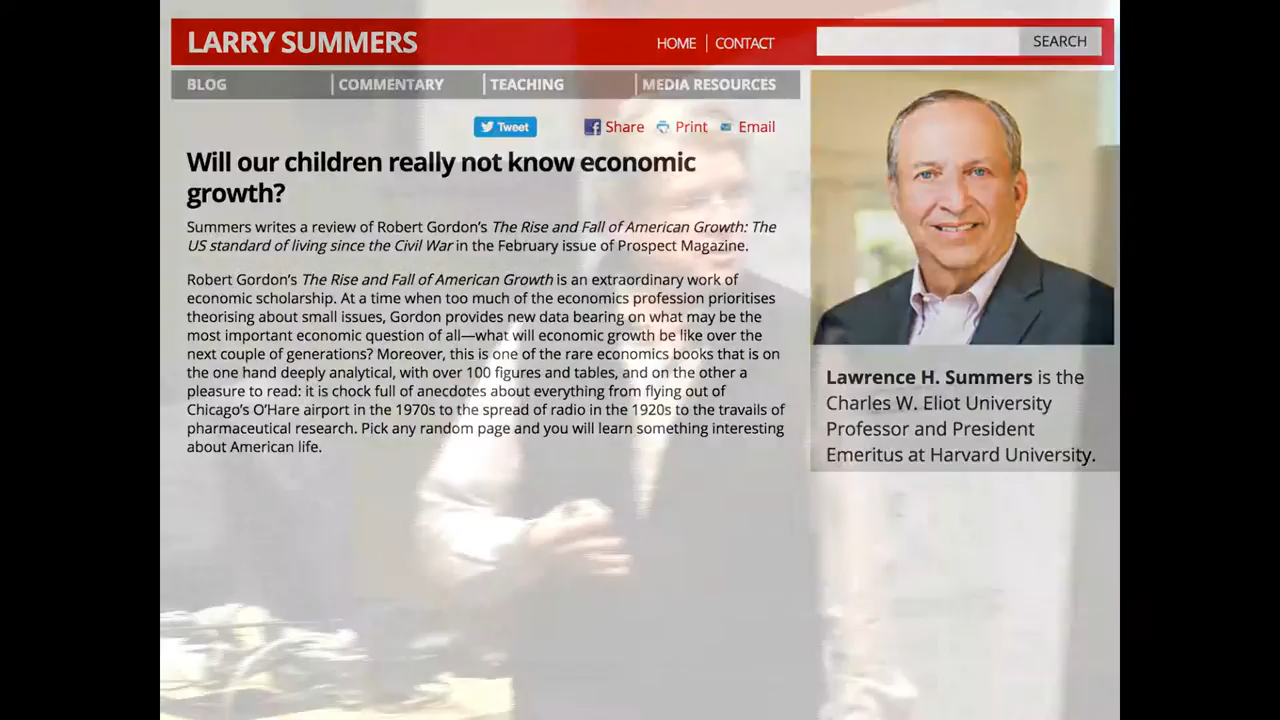 LARRY SUMMERS
HOME | CONTACT
SEARCH
BLOG
COMMENTARY
TEACHING
MEDIA RESOURCES
Tweet
Share
Print
Email
Will our children really not know economic
growth?
Summers writes a review of Robert Gordon’s The Rise and Fall of American Growth: The
US standard of living since the Civil War in the February issue of Prospect Magazine.
Robert Gordon’s The Rise and Fall of American Growth is an extraordinary work of
economic scholarship. At a time when too much of the economics profession prioritises
theorising about small issues, Gordon provides new data bearing on what may be the
most important economic question of all—what will economic growth be like over the
next couple of generations? Moreover, this is one of the rare economics books that is on
the one hand deeply analytical, with over 100 figures and tables, and on the other a
pleasure to read: it is chock full of anecdotes about everything from flying out of
Chicago’s O’Hare airport in the 1970s to the spread of radio in the 1920s to the travails of
pharmaceutical research. Pick any random page and you will learn something interesting
about American life.
Lawrence H. Summers is the
Charles W. Eliot University
Professor and President
Emeritus at Harvard University.